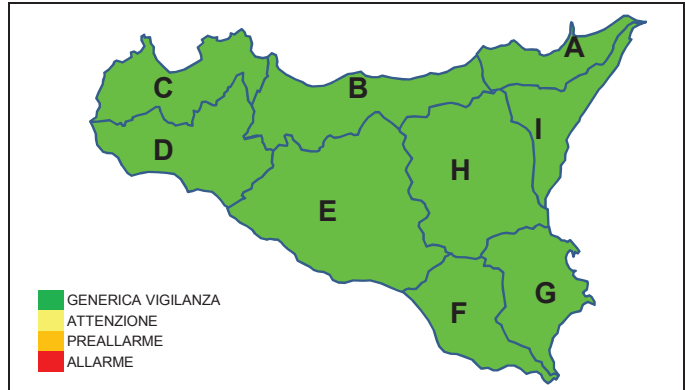 A
B
C
I
D
H
E
G
F
GENERICA VIGILANZA
ATTENZIONE
PREALLARME
ALLARME